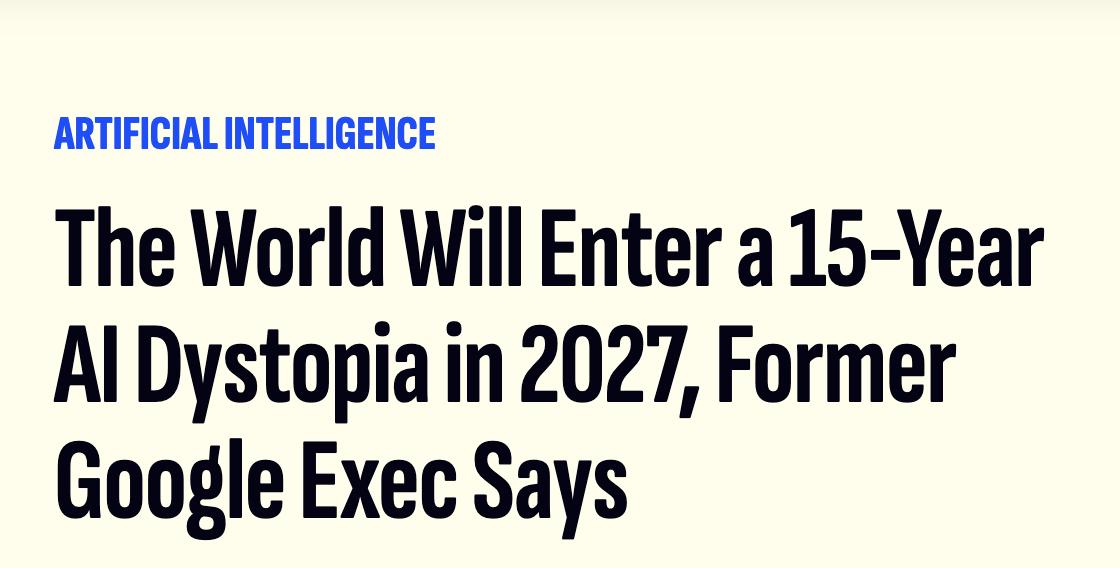 ARTIFICIAL INTELLIGENCE
The World Will Enter a 15-Year
AI Dystopia in 2027, Former
Google Exec Says